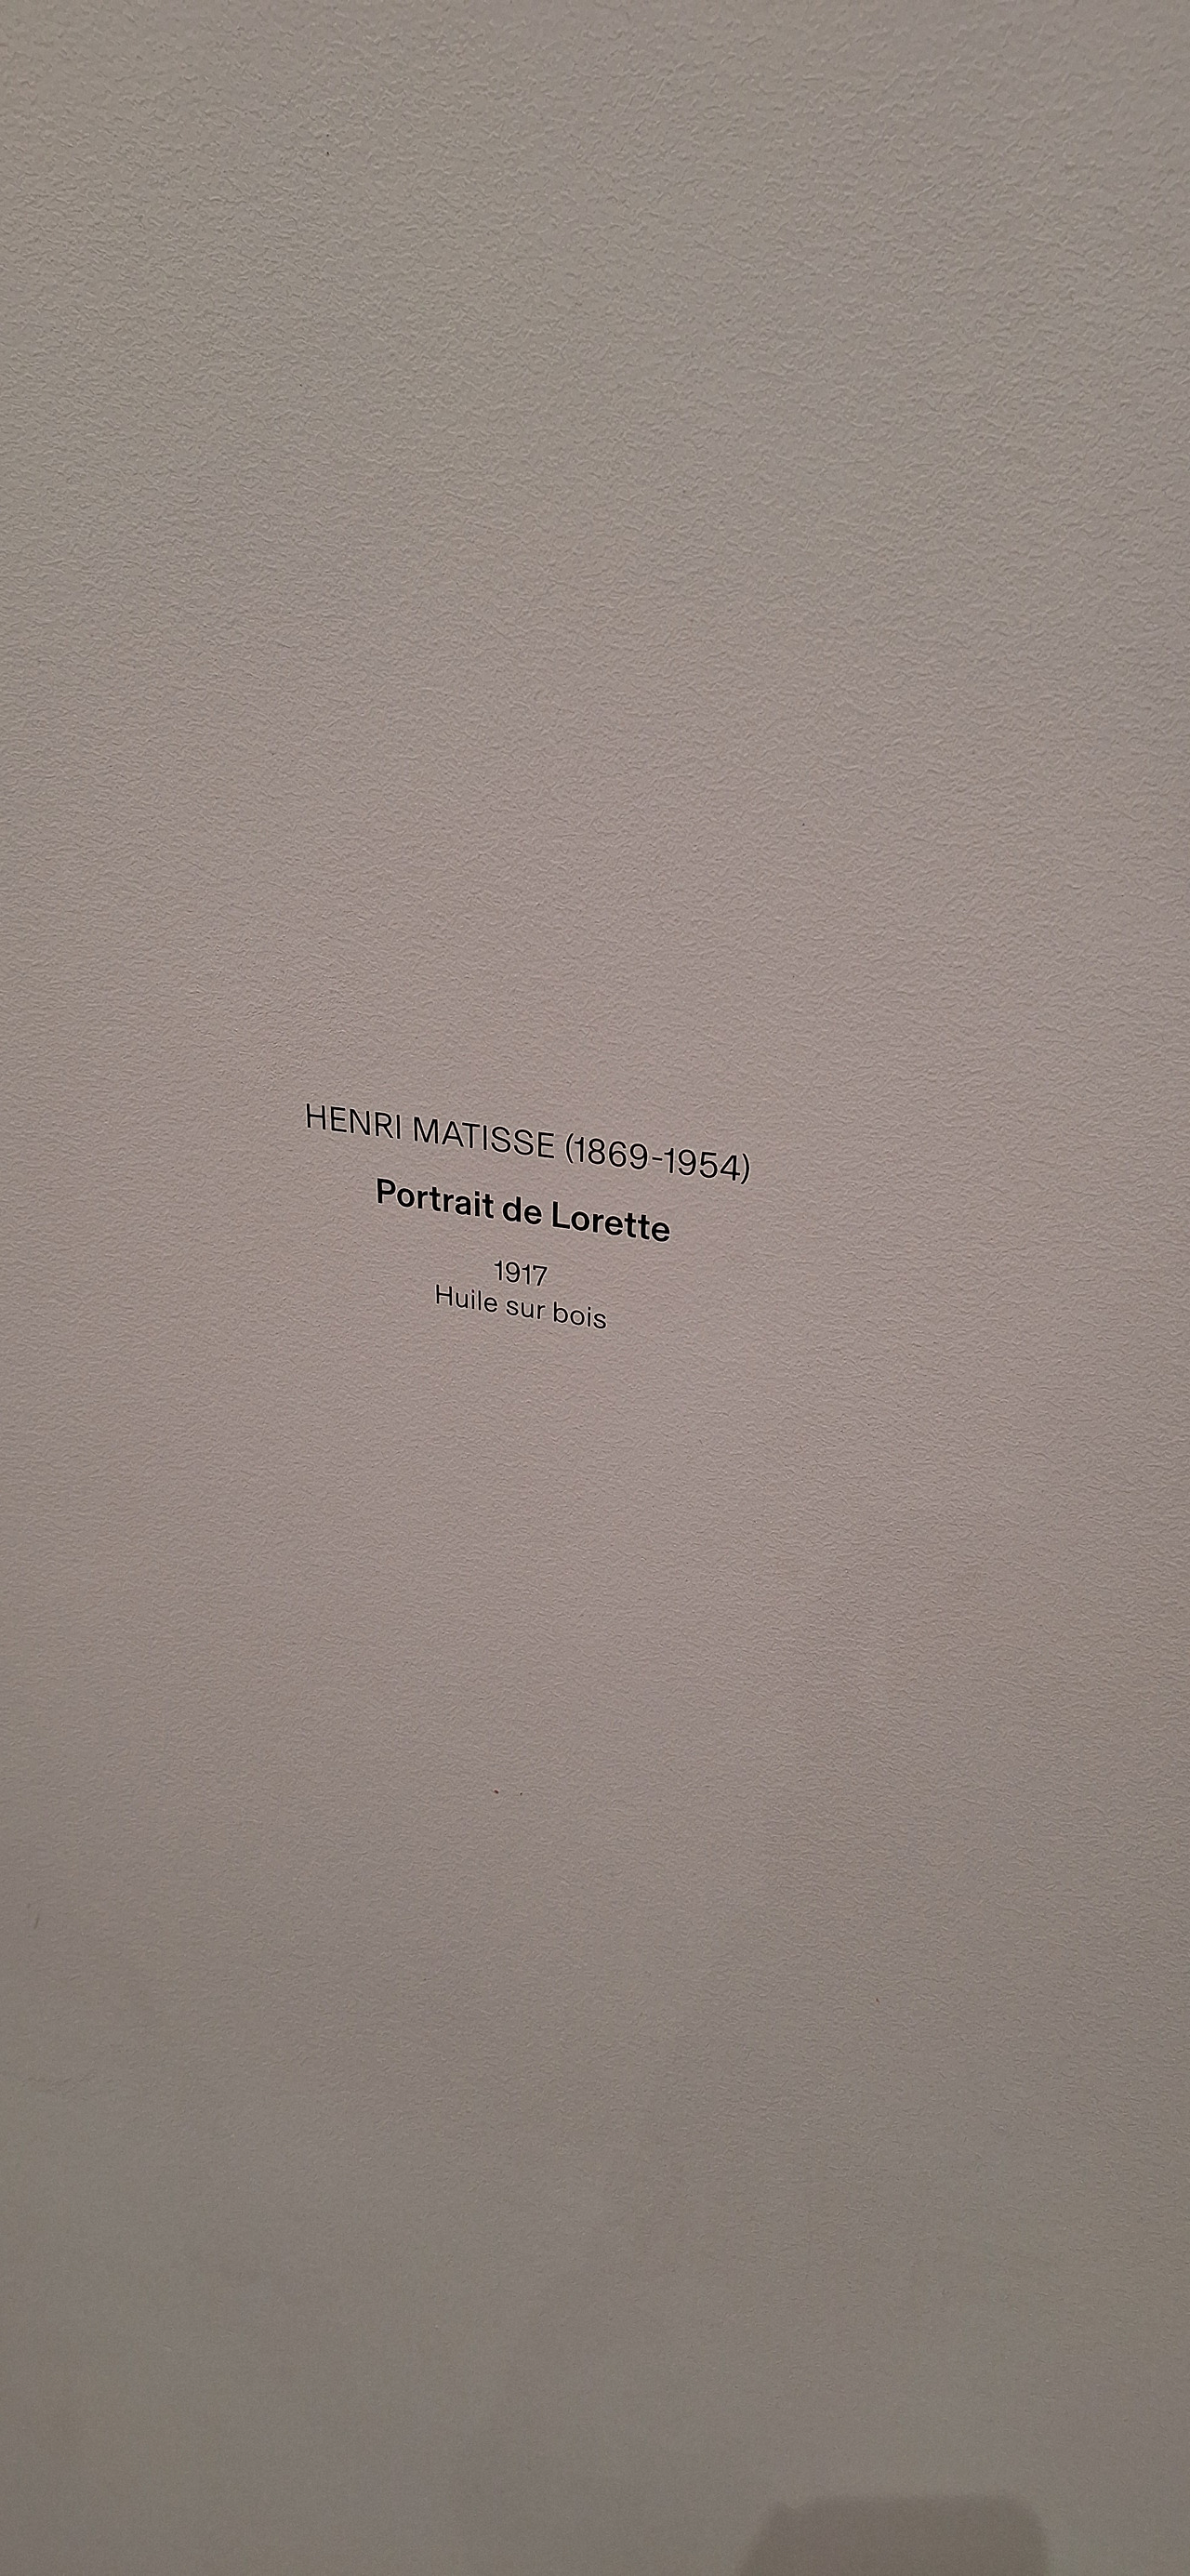 HENRI MATISSE (1869-1954)
Portrait de Lorette
1917
Huile sur bois